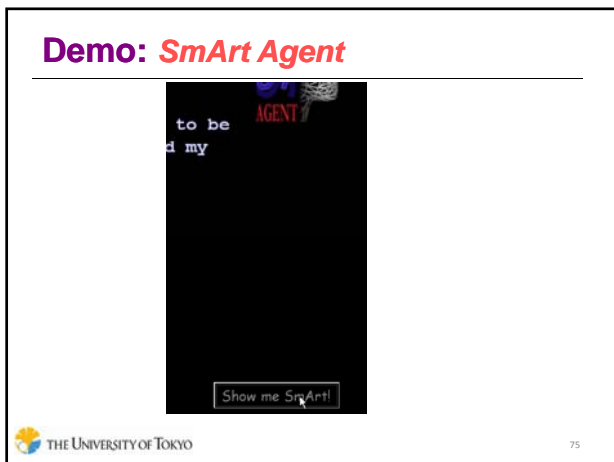 Demo: SmArt Agent
AGENT
to be
d my
Show me SmArt!
THE UNIVERSITY OF TOKYO
75